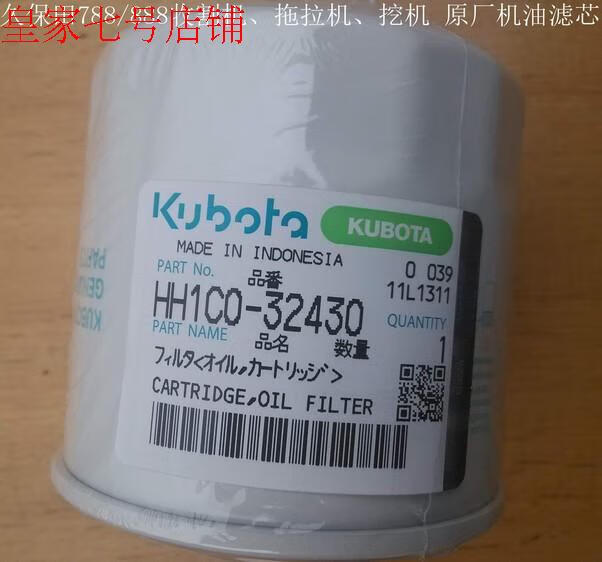 久保田788/888收割机、拖拉机、挖机 原厂机油滤芯
皇家七号店铺
Kubota KUBOTA
MADE IN INDONESIA
0 039
PART No. 品番
11L1311
HH1C0-32430
QUANTITY
PART NAME 品名 数量 1
フィルタ<オイル,カートリッジ>
CARTRIDGE,OIL FILTER